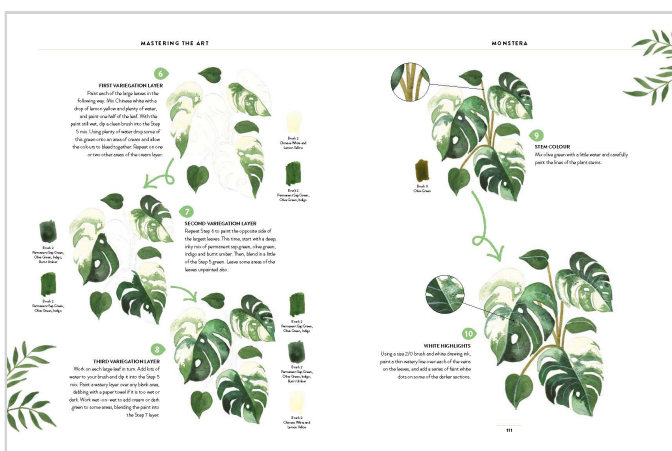 MASTERING THE ART
6
FIRST VARIEGATION LAYER
Paint each of the large leaves in the
following way. Mix Chinese white with a
drop of lemon yellow and plenty of water,
and paint one half of the leaf. With the
paint still wet, dip a clean brush into the Step
5 mix. Using plenty of water drop some of
this green onto an area of cream and allow
the colours to bleed together. Repeat on one
or two other areas of the cream layer.
Brush 2
Chinese White and
Lemon Yellow
Brush 2
Permanent Sap Green,
Olive Green, Indigo
7
SECOND VARIEGATION LAYER
Repeat Step 6 to paint the opposite side of
the largest leaves. This time, start with a deep,
inky mix of permanent sap green, olive green,
indigo and burnt umber. Then, blend in a little
of the Step 5 green. Leave some areas of the
leaves unpainted also.
Brush 2
Permanent Sap Green,
Olive Green, Indigo,
Burnt Umber
Brush 2
Permanent Sap Green,
Olive Green, Indigo
8
THIRD VARIEGATION LAYER
Work on each large leaf in turn. Add lots of
water to your brush and dip it into the Step 5
mix. Paint a watery layer over any blank areas,
dabbing with a paper towel if it is too wet or
dark. Work wet-on-wet to add cream or dark
green to some areas, blending the paint into
the Step 7 layer.
Brush 2
Permanent Sap Green,
Olive Green, Indigo
Brush 2
Permanent Sap Green,
Olive Green, Indigo,
Burnt Umber
Brush 2
Chinese White and
Lemon Yellow
MONSTERA
9
STEM COLOUR
Mix olive green with a little water and carefully
paint the lines of the plant stems.
Olive Green
10
WHITE HIGHLIGHTS
Using a size 2/0 brush and white drawing ink,
paint a thin watery line over each of the veins
on the leaves, and add a series of faint white
dots on some of the darker sections.
111